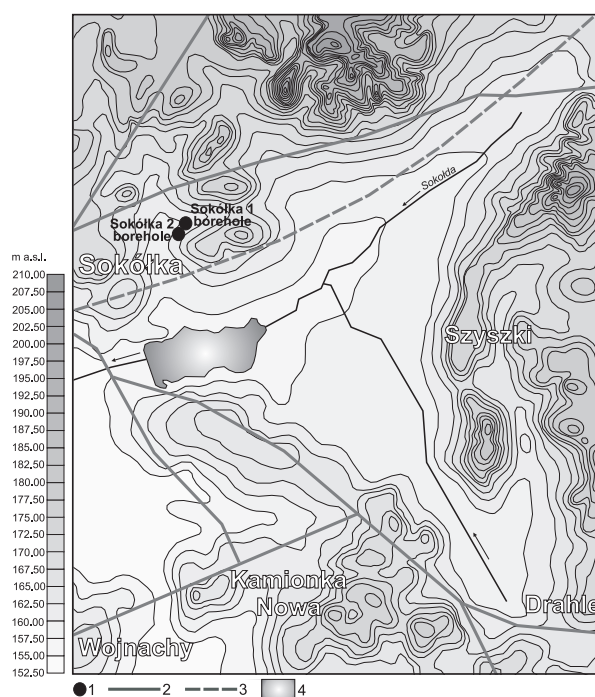 Sokołda
Sokółka 1
borehole
Sokółka 2
borehole
Sokółka
Szyszki
Kamionka
Nowa
Drahle
Wojnachy
m a.s.l.
210.00
207.50
205.00
202.50
200.00
197.50
195.00
192.50
190.00
187.50
185.00
182.50
180.00
177.50
175.00
170.00
167.50
165.00
162.50
160.00
157.50
155.00
152.50
1 2 3 4